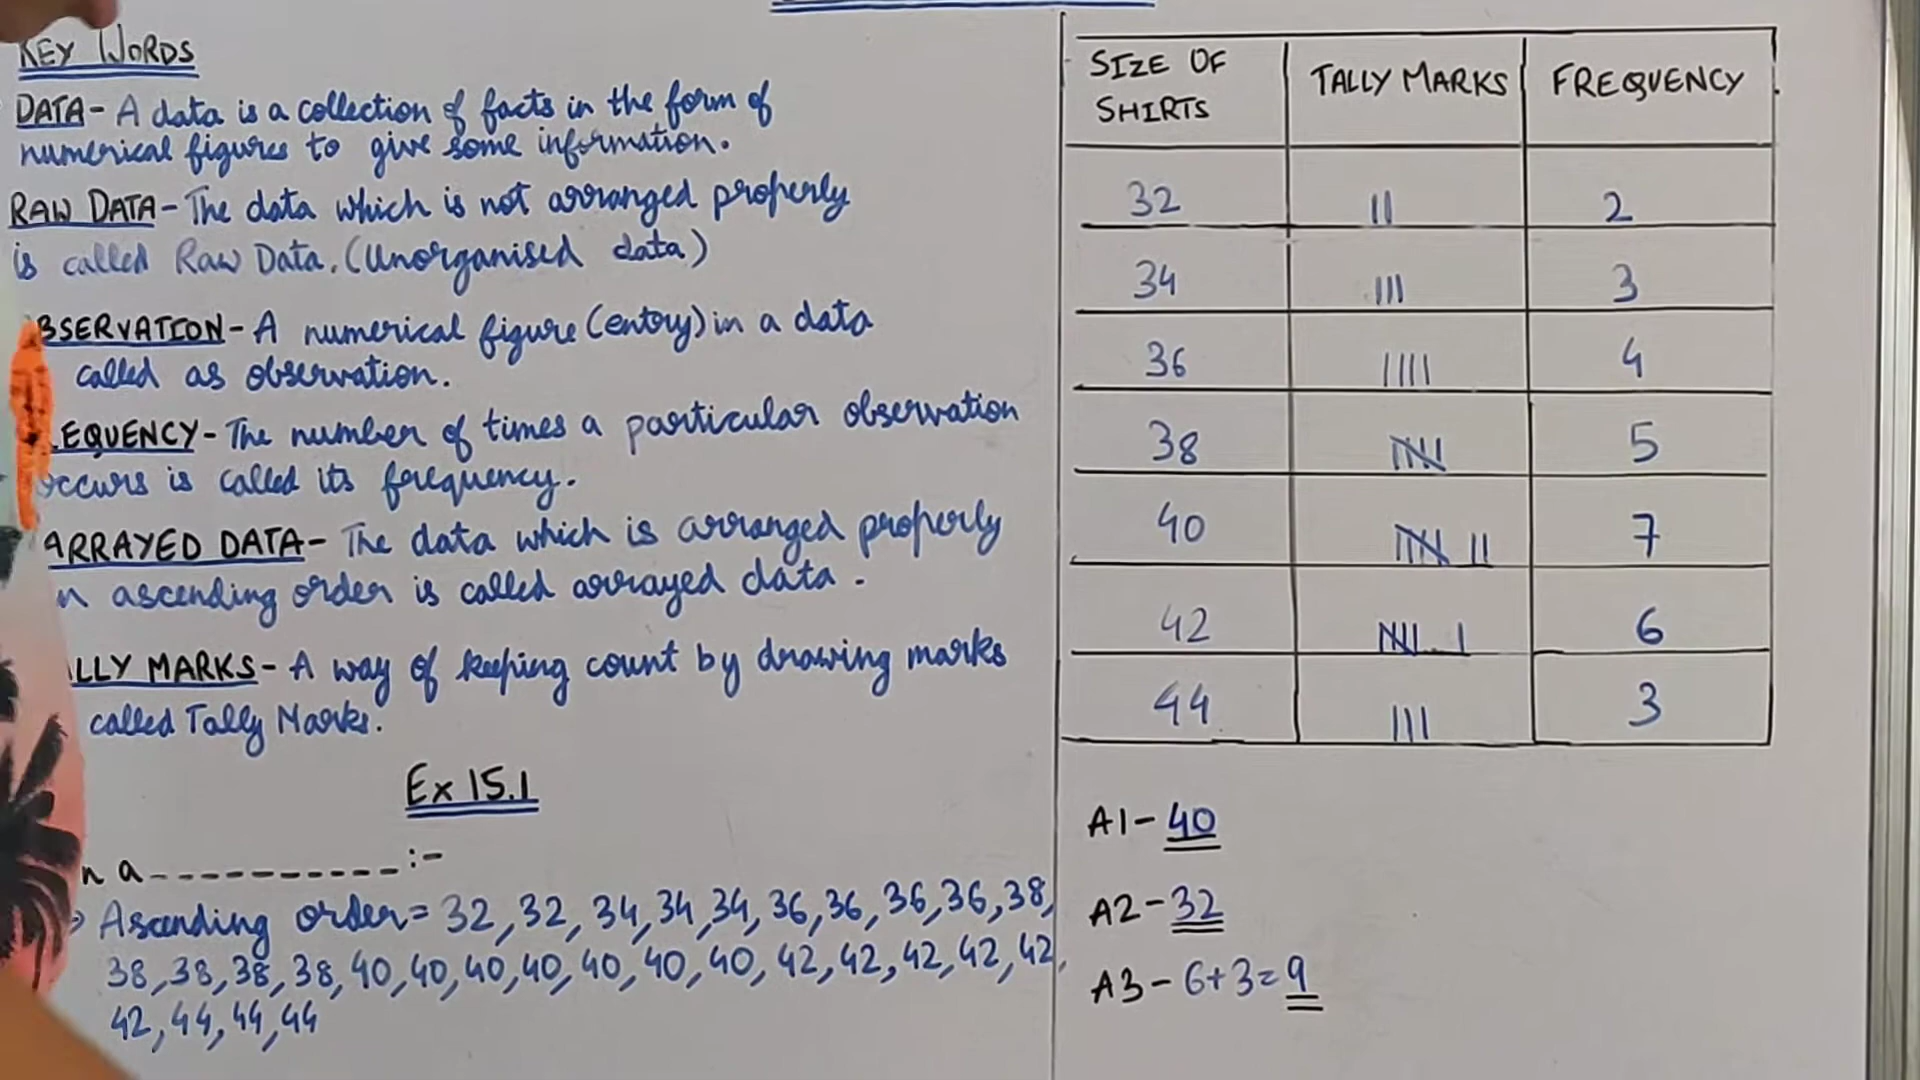 KEY WORDS
DATA - A data is a collection of facts in the form of
numerical figures to give some information.
RAW DATA - The data which is not arranged properly
is called Raw Data. (Unorganised data)
BSERVATION - A numerical figure (entry) in a data
called as observation.
EQUENCY - The number of times a particular observation
occurs is called its frequency.
ARRAYED DATA - The data which is arranged properly
n ascending order is called arrayed data.
LLY MARKS - A way of keeping count by drawing marks
called Tally Marks.
Ex 15.1
n a ----------- :-
Ascending order = 32, 32, 34, 34, 34, 36, 36, 36, 36, 38,
38, 38, 38, 38, 40, 40, 40, 40, 40, 40, 40, 42, 42, 42, 42, 42,
42, 44, 44, 44
SIZE OF SHIRTS TALLY MARKS FREQUENCY
32 || 2
34 ||| 3
36 |||| 4
38 𝍸 5
40 𝍸 || 7
42 𝍸 | 6
44 ||| 3
A1 - 40
A2 - 32
A3 - 6+3=9